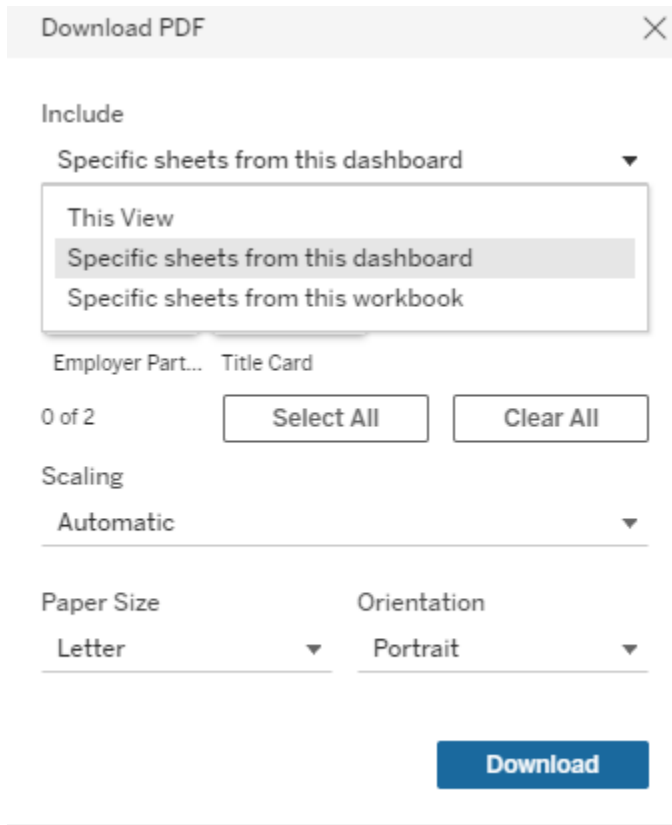 Download PDF
Include
Specific sheets from this dashboard
This View
Specific sheets from this dashboard
Specific sheets from this workbook
Employer Part... Title Card
0 of 2 Select All Clear All
Scaling
Automatic
Paper Size Orientation
Letter Portrait
Download